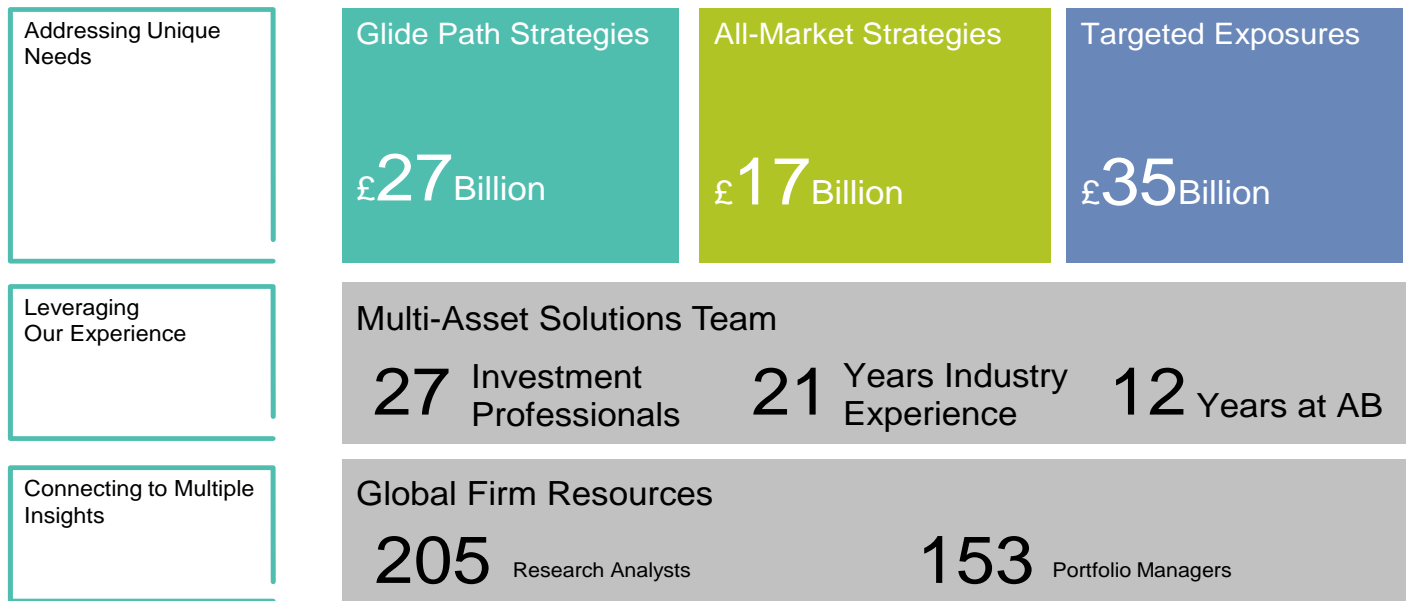 Addressing Unique
Needs
Glide Path Strategies
£27Billion
All-Market Strategies
£17Billion
Targeted Exposures
£35Billion
Leveraging
Our Experience
Multi-Asset Solutions Team
27 Investment
Professionals
21 Years Industry
Experience
12 Years at AB
Connecting to Multiple
Insights
Global Firm Resources
205 Research Analysts
153 Portfolio Managers